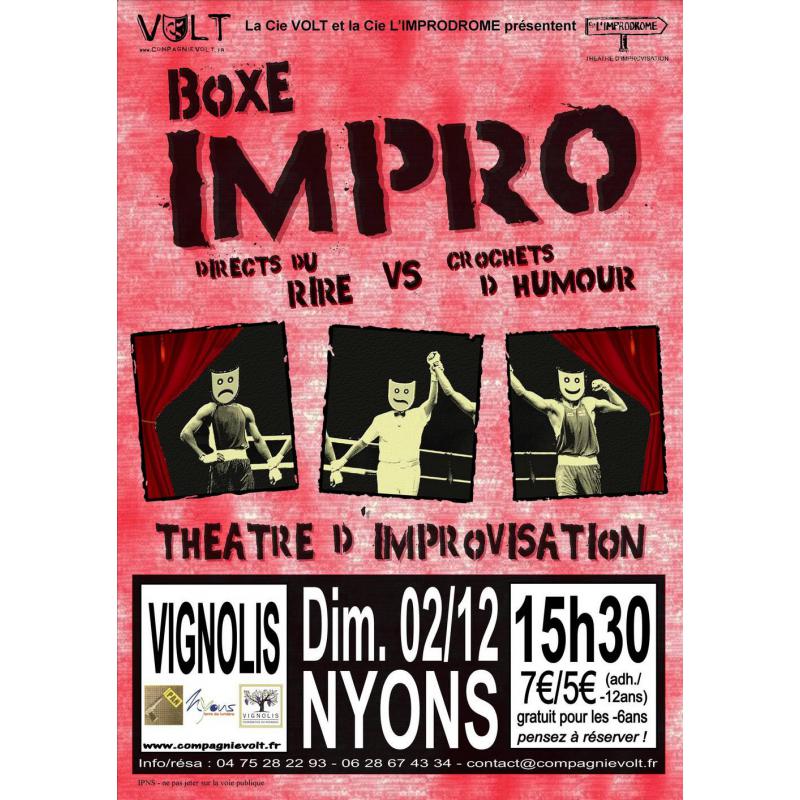 VOLT
www.COMPAGNIEVOLT.FR
La Cie VOLT et la Cie L'IMPRODROME présentent
L'IMPRODROME
THEATRE D'IMPROVISATION
BOXE
IMPRO
DIRECTS DU RIRE VS CROCHETS D HUMOUR
THEATRE D'IMPROVISATION
VIGNOLIS
Nyons
VIGNOLIS
www.compagnievolt.fr
Dim. 02/12
NYONS
15h30
7€/5€ (adh./ -12ans)
gratuit pour les -6ans
pensez à réserver !
Info/résa : 04 75 28 22 93 - 06 28 67 43 34 - contact@compagnievolt.fr
IPNS - ne pas jeter sur la voie publique